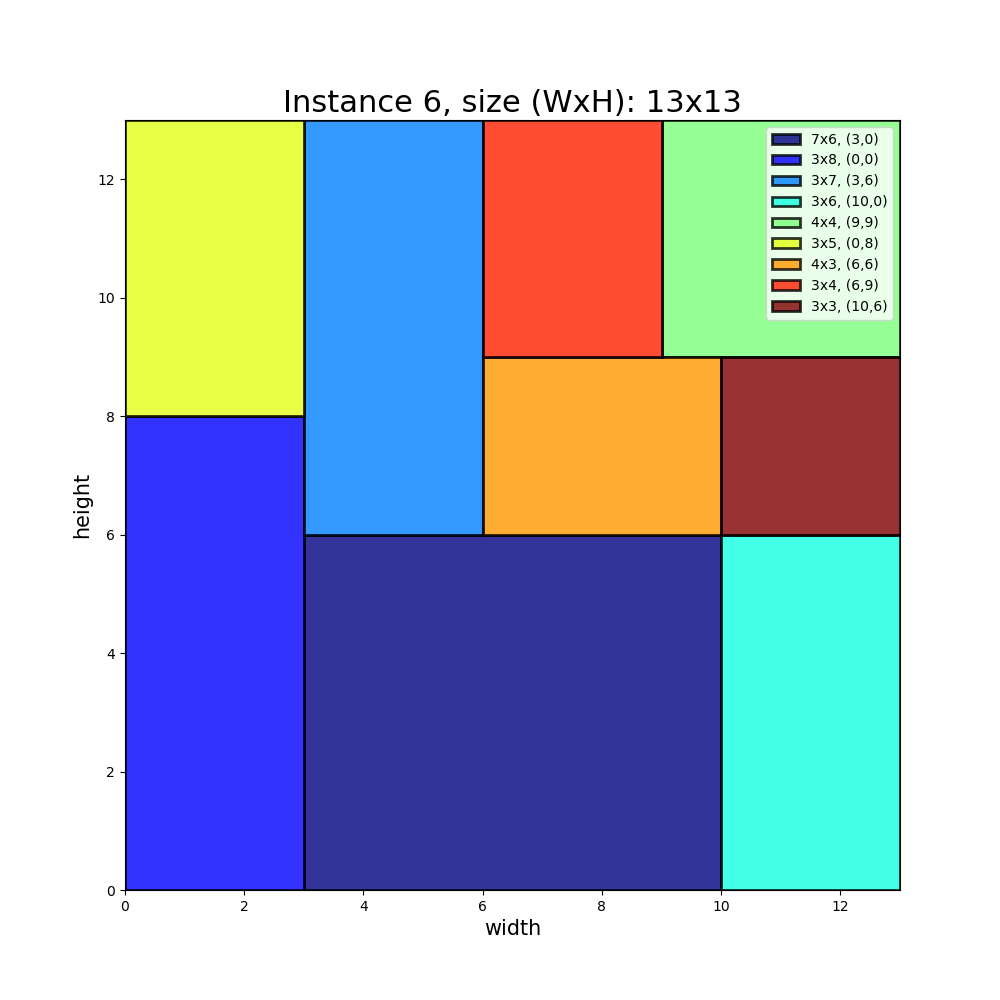 Instance 6, size (WxH): 13x13
7x6, (3,0)
3x8, (0,0)
3x7, (3,6)
3x6, (10,0)
4x4, (9,9)
3x5, (0,8)
4x3, (6,6)
3x4, (6,9)
3x3, (10,6)
height
12
10
8
6
4
2
0
0 2 4 6 8 10 12
width